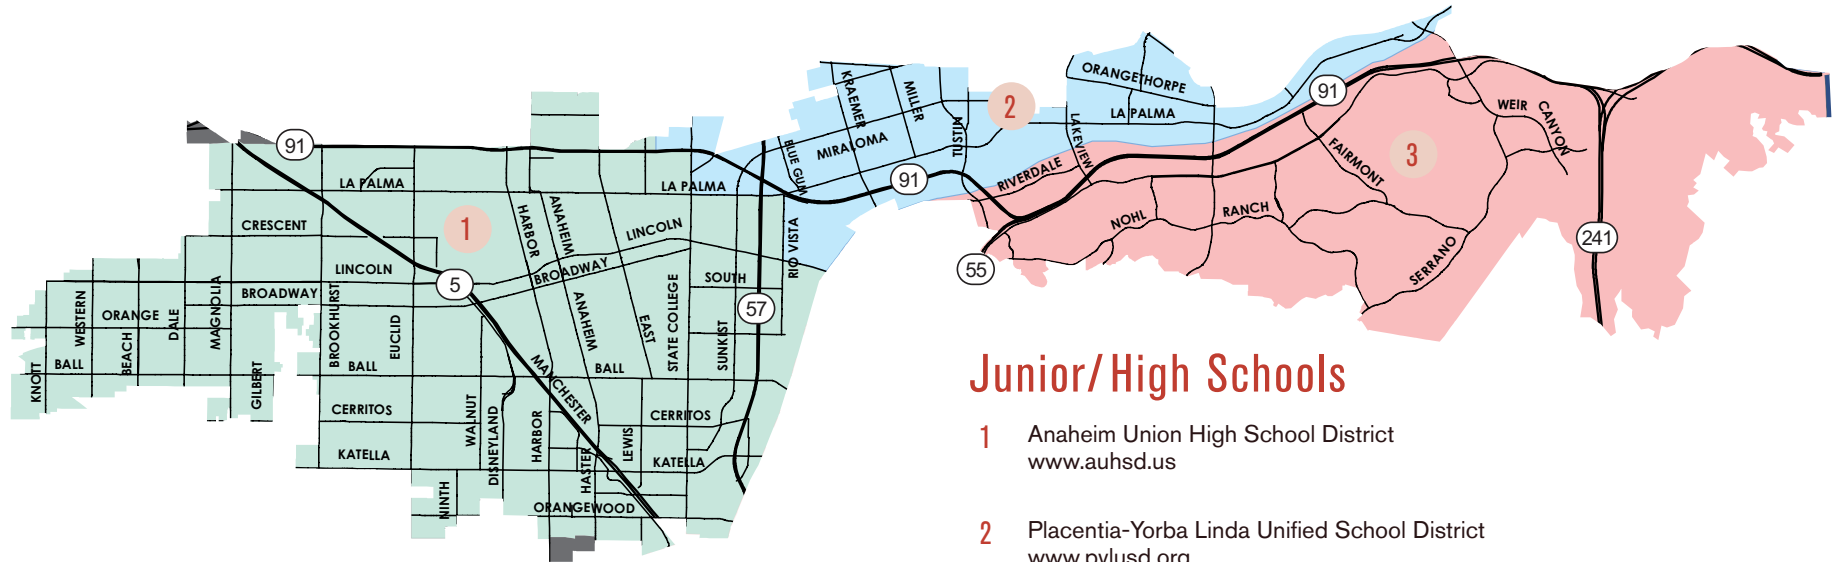 91
LA PALMA
CRESCENT
1
LINCOLN
BROADWAY
5
WESTERN
ORANGE
BEACH
DALE
MAGNOLIA
BROOKHURST
EUCLID
KNOTT
BALL
GILBERT
BALL
CERRITOS
KATELLA
WALNUT
DISNEYLAND
NINTH
HARBOR
ANAHEIM
LINCOLN
BROADWAY
ANAHEIM
EAST
MANCHESTER
BALL
HARBOR
HASTER
LEWIS
CERRITOS
KATELLA
ORANGEWOOD
STATE COLLEGE
SUNKIST
SOUTH
57
LA PALMA
RIO VISTA
BLUE GUM
KRAEMER
MILLER
MIRALOMA
91
TUSTIN
2
ORANGETHORPE
LA PALMA
LAKEVIEW
RIVERDALE
55
NOHL
RANCH
91
FAIRMONT
3
SERRANO
WEIR
CANYON
241
Junior/High Schools
1 Anaheim Union High School District
www.auhsd.us
2 Placentia-Yorba Linda Unified School District
www.pylusd.org